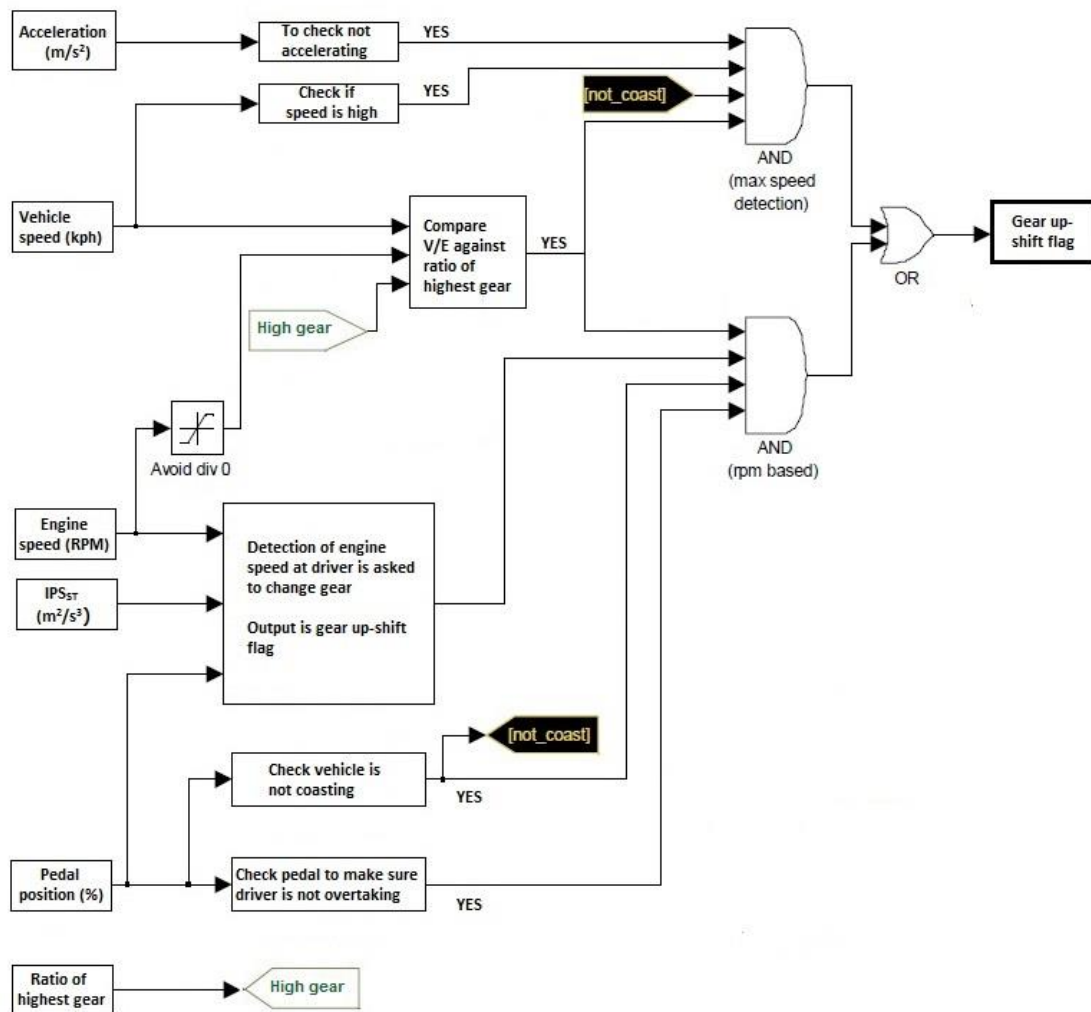 Acceleration
(m/s²)
To check not
accelerating
YES
Check if
speed is high
YES
[not_coast]
AND
(max speed
detection)
Vehicle
speed (kph)
Compare
V/E against
ratio of
highest gear
YES
High gear
OR
Gear up-
shift flag
Avoid div 0
AND
(rpm based)
Engine
speed (RPM)
IPS_ST
(m²/s³)
Detection of engine
speed at driver is asked
to change gear
Output is gear up-shift
flag
[not_coast]
Check vehicle is
not coasting
YES
Pedal
position (%)
Check pedal to make sure
driver is not overtaking
YES
Ratio of
highest gear
High gear